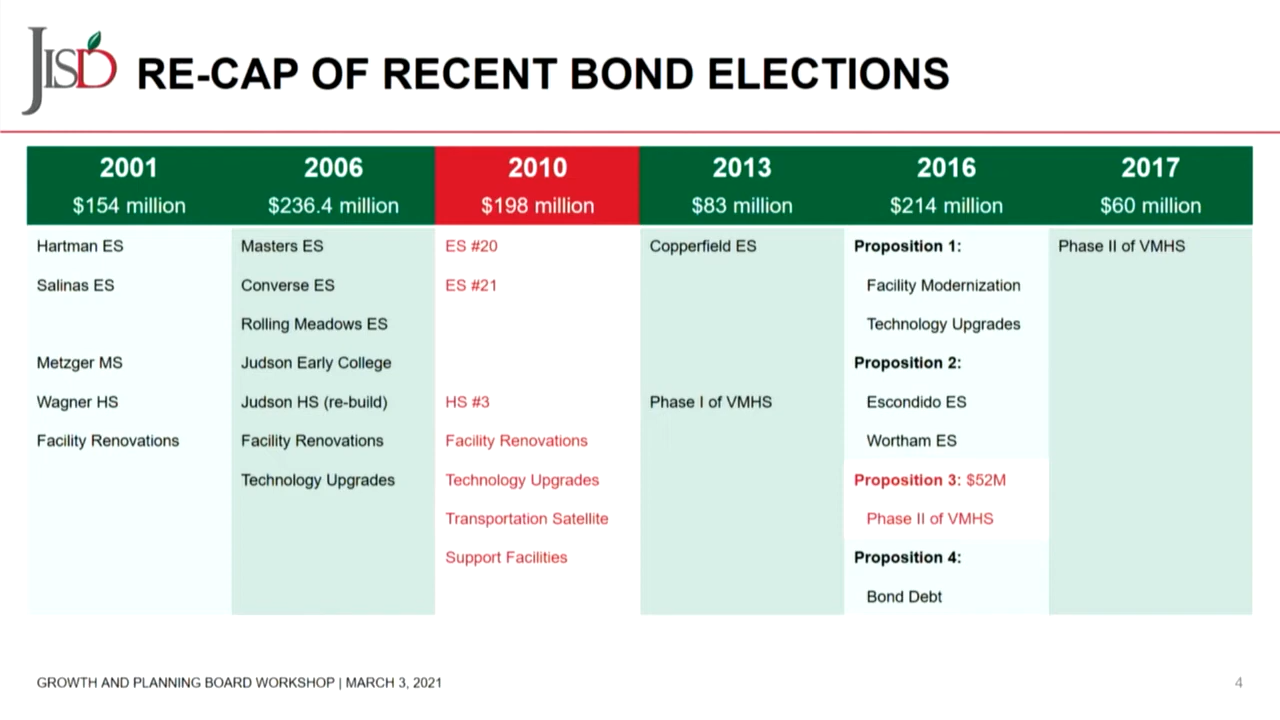 JISD
RE-CAP OF RECENT BOND ELECTIONS
2001
$154 million
Hartman ES
Salinas ES
Metzger MS
Wagner HS
Facility Renovations
2006
$236.4 million
Masters ES
Converse ES
Rolling Meadows ES
Judson Early College
Judson HS (re-build)
Facility Renovations
Technology Upgrades
2010
$198 million
ES #20
ES #21
HS #3
Facility Renovations
Technology Upgrades
Transportation Satellite
Support Facilities
2013
$83 million
Copperfield ES
Phase I of VMHS
2016
$214 million
Proposition 1:
Facility Modernization
Technology Upgrades
Proposition 2:
Escondido ES
Wortham ES
Proposition 3: $52M
Phase II of VMHS
Proposition 4:
Bond Debt
2017
$60 million
Phase II of VMHS
GROWTH AND PLANNING BOARD WORKSHOP | MARCH 3, 2021
4